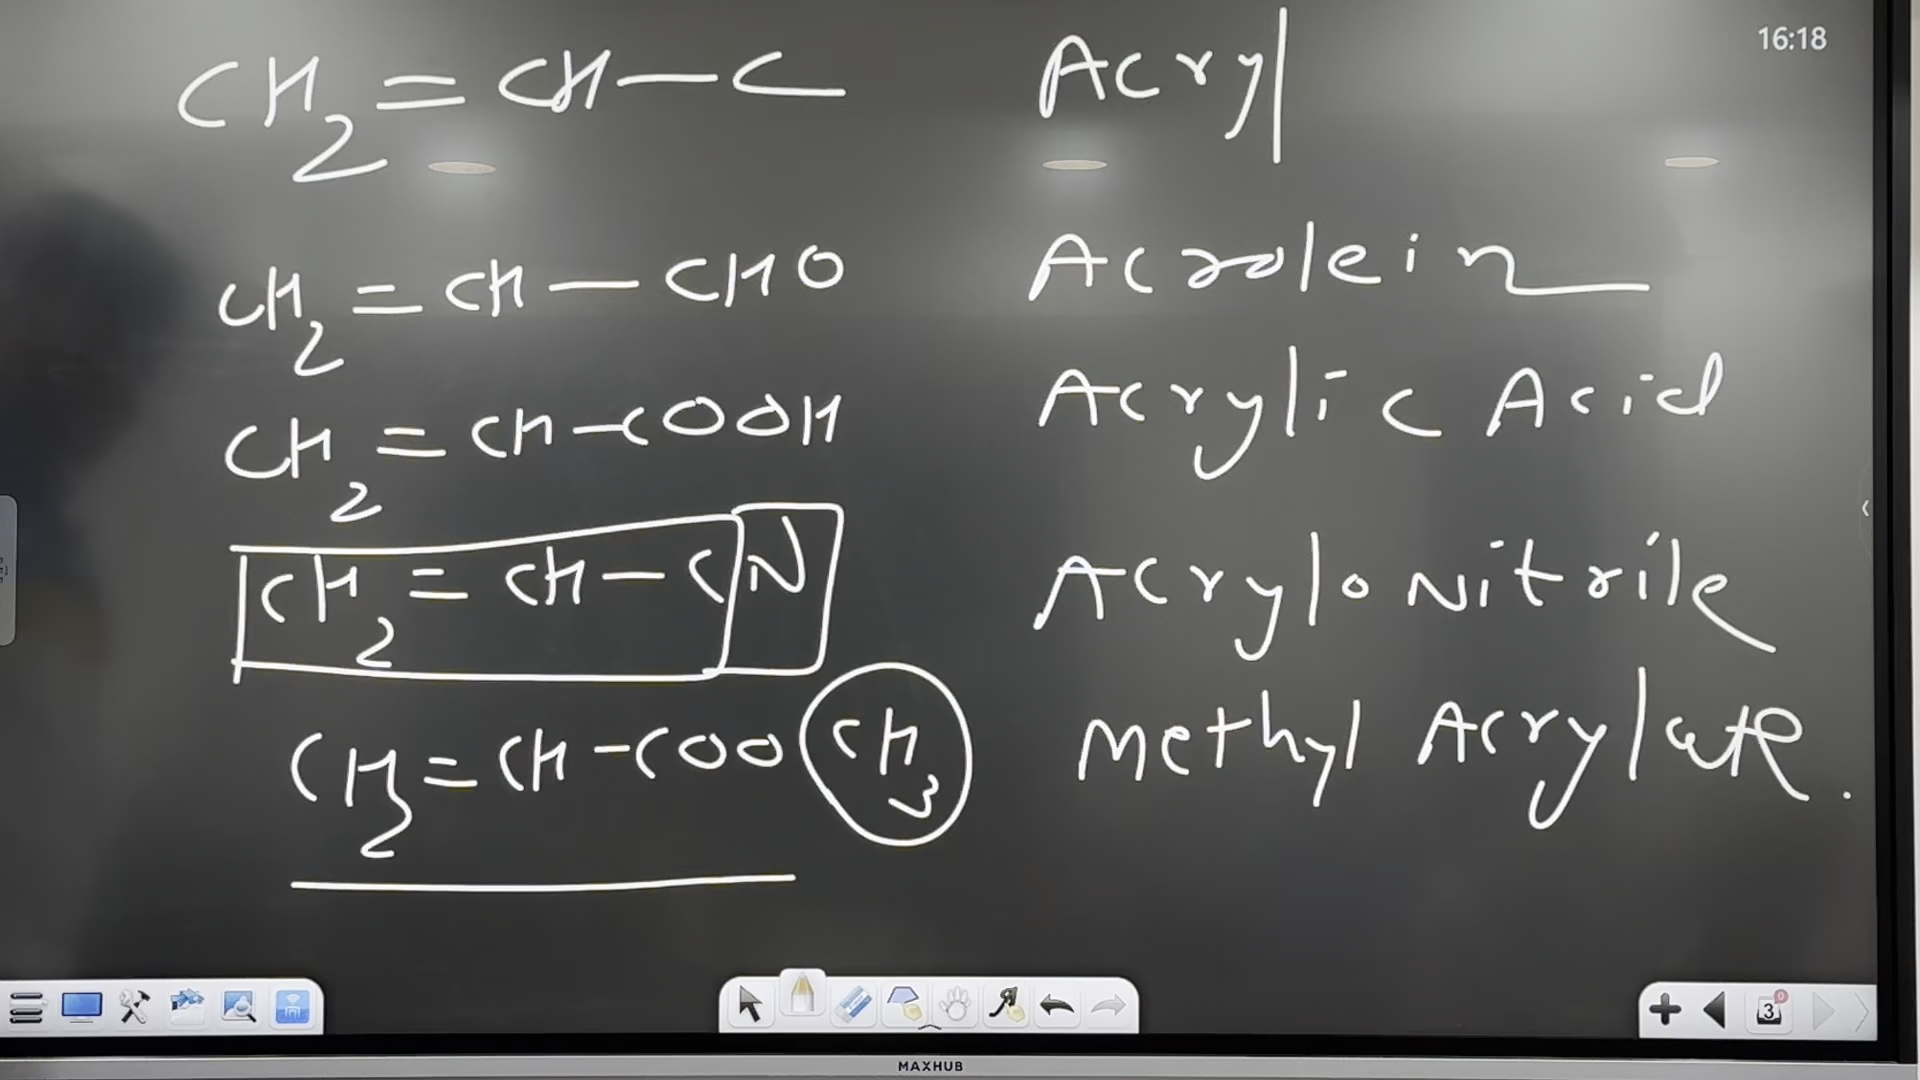 16:18
CH2=CH-C Acryl
CH2=CH-CHO Acrolein
CH2=CH-COOH Acrylic Acid
CH2=CH-CN AcryloNitrile
CH2=CH-COOCH3 Methyl Acrylate.
3
MAXHUB